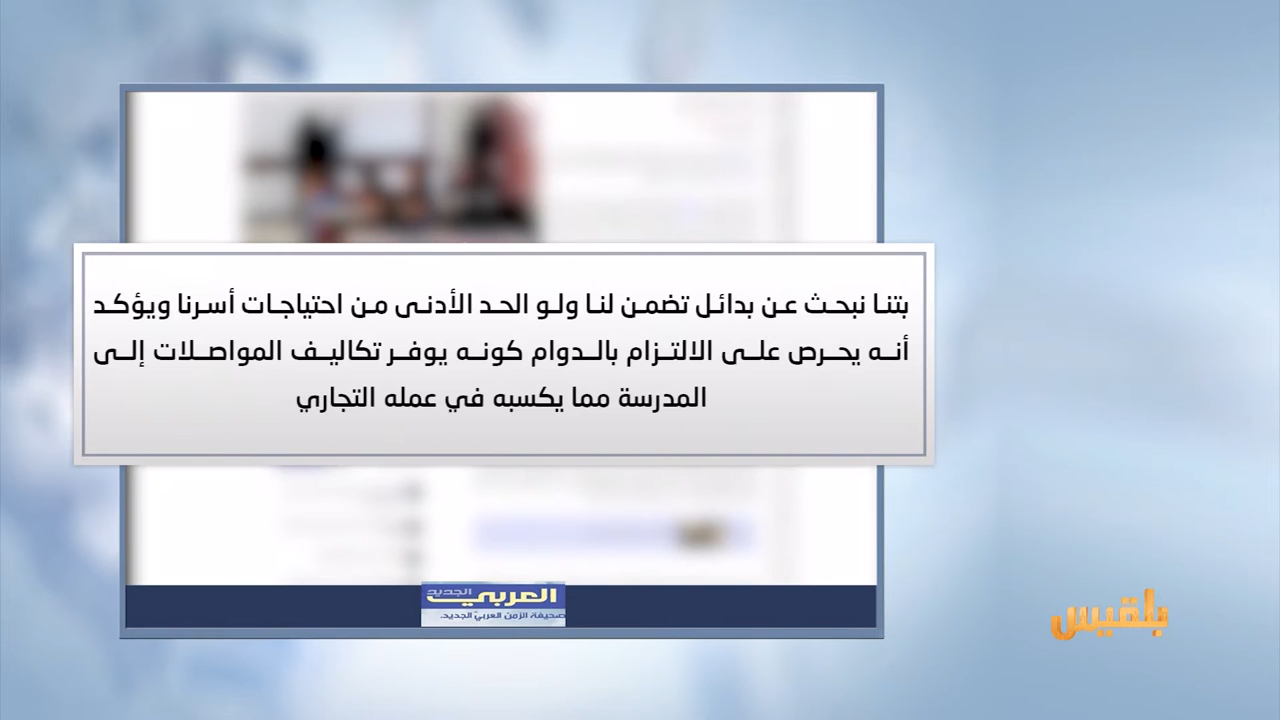 بتنا نبحث عن بدائل تضمن لنا ولو الحد الأدنى من احتياجات أسرنا ويؤكد
أنه يحرص على الالتزام بالدوام كونه يوفر تكاليف المواصلات إلى
المدرسة مما يكسبه في عمله التجاري
العربي الجديد
صحيفة الزمن العربيّ الجديد.
بلقيس